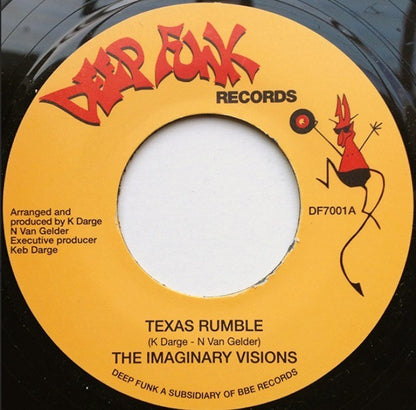 DEEP FUNK
RECORDS
Arranged and
produced by K Darge
N Van Gelder
Executive producer
Keb Darge
DF7001A
TEXAS RUMBLE
(K Darge - N Van Gelder)
THE IMAGINARY VISIONS
DEEP FUNK A SUBSIDIARY OF BBE RECORDS